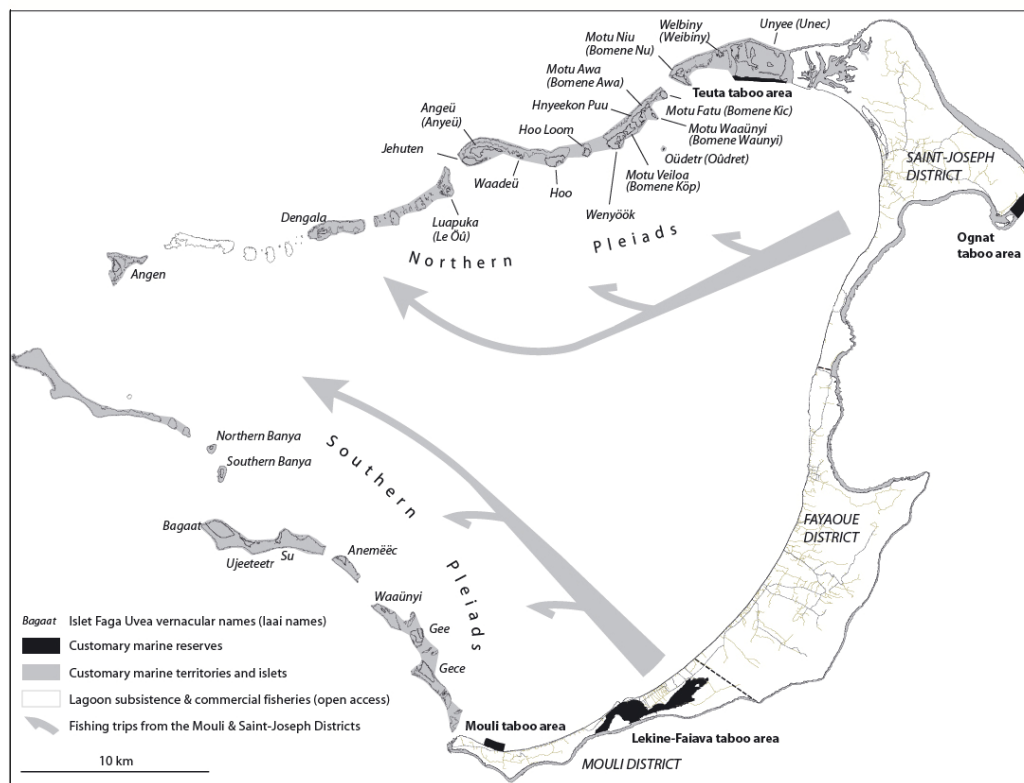 Welbiny
(Weibiny)
Unyee (Unec)
Motu Niu
(Bomene Nu)
Motu Awa
(Bomene Awa)
Teuta taboo area
Hnyeekon Puu
Motu Fatu (Bomene Kic)
Angeü
(Anyeü)
Hoo Loom
Motu Waaünyi
(Bomene Waunyi)
Jehuten
Oüdetr (Oûdret)
Waadeü
Hoo
Motu Veiloa
(Bomene Köp)
SAINT-JOSEPH
DISTRICT
Wenyöök
Dengala
Luapuka
(Le Öû)
Ognat
taboo area
Northern Pleiads
Angen
Northern Banya
Southern Banya
Southern Pleiads
Bagaat
Ujeeteetr
Su
Anemëëc
FAYAOUE
DISTRICT
Waaünyi
Gee
Gece
Bagaat Islet Faga Uvea vernacular names (Iaai names)
Customary marine reserves
Customary marine territories and islets
Lagoon subsistence & commercial fisheries (open access)
Fishing trips from the Mouli & Saint-Joseph Districts
10 km
Mouli taboo area
Lekine-Faiava taboo area
MOULI DISTRICT